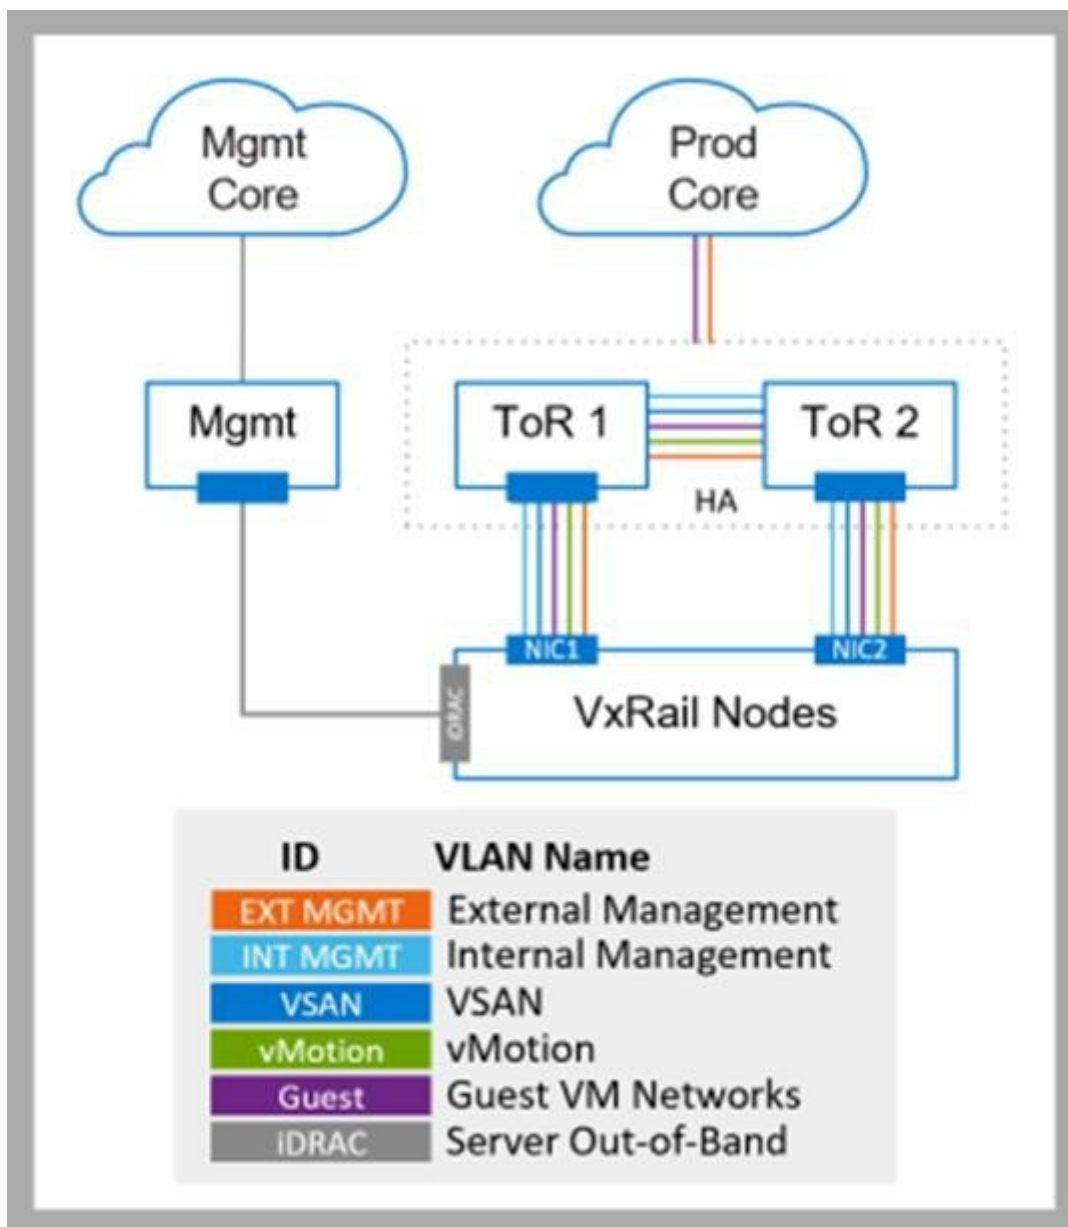 Mgmt
Core
Prod
Core
Mgmt
ToR 1
ToR 2
HA
NIC1
NIC2
iDRAC
VxRail Nodes
ID VLAN Name
EXT MGMT External Management
INT MGMT Internal Management
VSAN VSAN
vMotion vMotion
Guest Guest VM Networks
iDRAC Server Out-of-Band